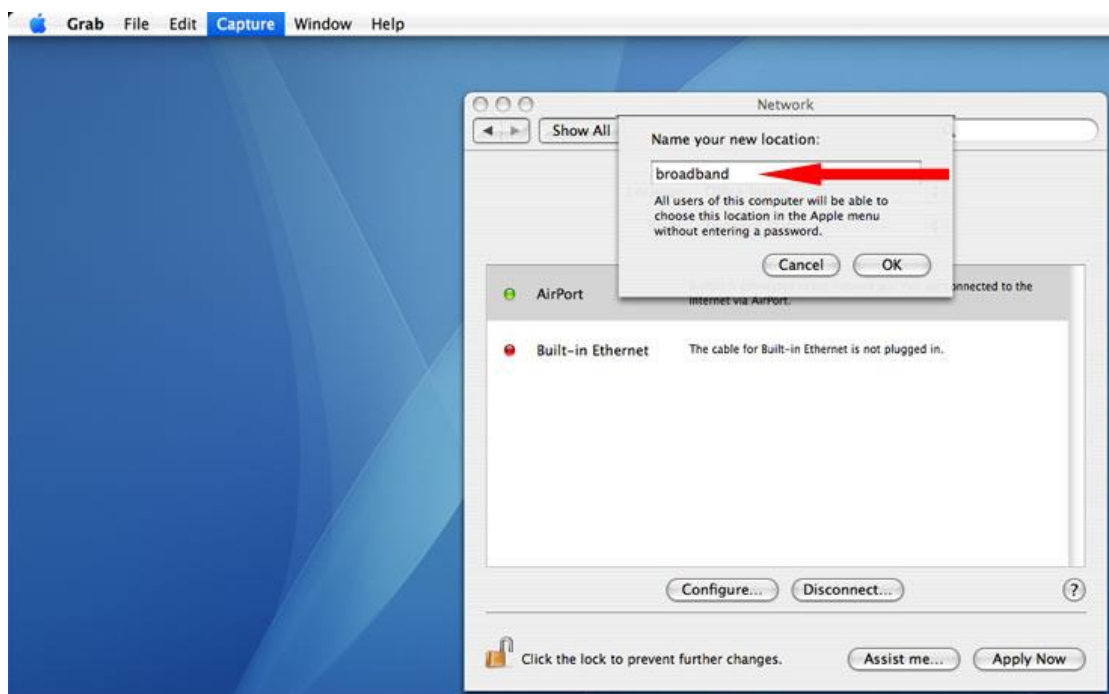 Grab File Edit Capture Window Help
Network
Show All
Name your new location:
broadband
All users of this computer will be able to
choose this location in the Apple menu
without entering a password.
Cancel OK
AirPort
connected to the
Internet via AirPort.
Built-in Ethernet The cable for Built-in Ethernet is not plugged in.
Configure... Disconnect... ?
Click the lock to prevent further changes. Assist me... Apply Now